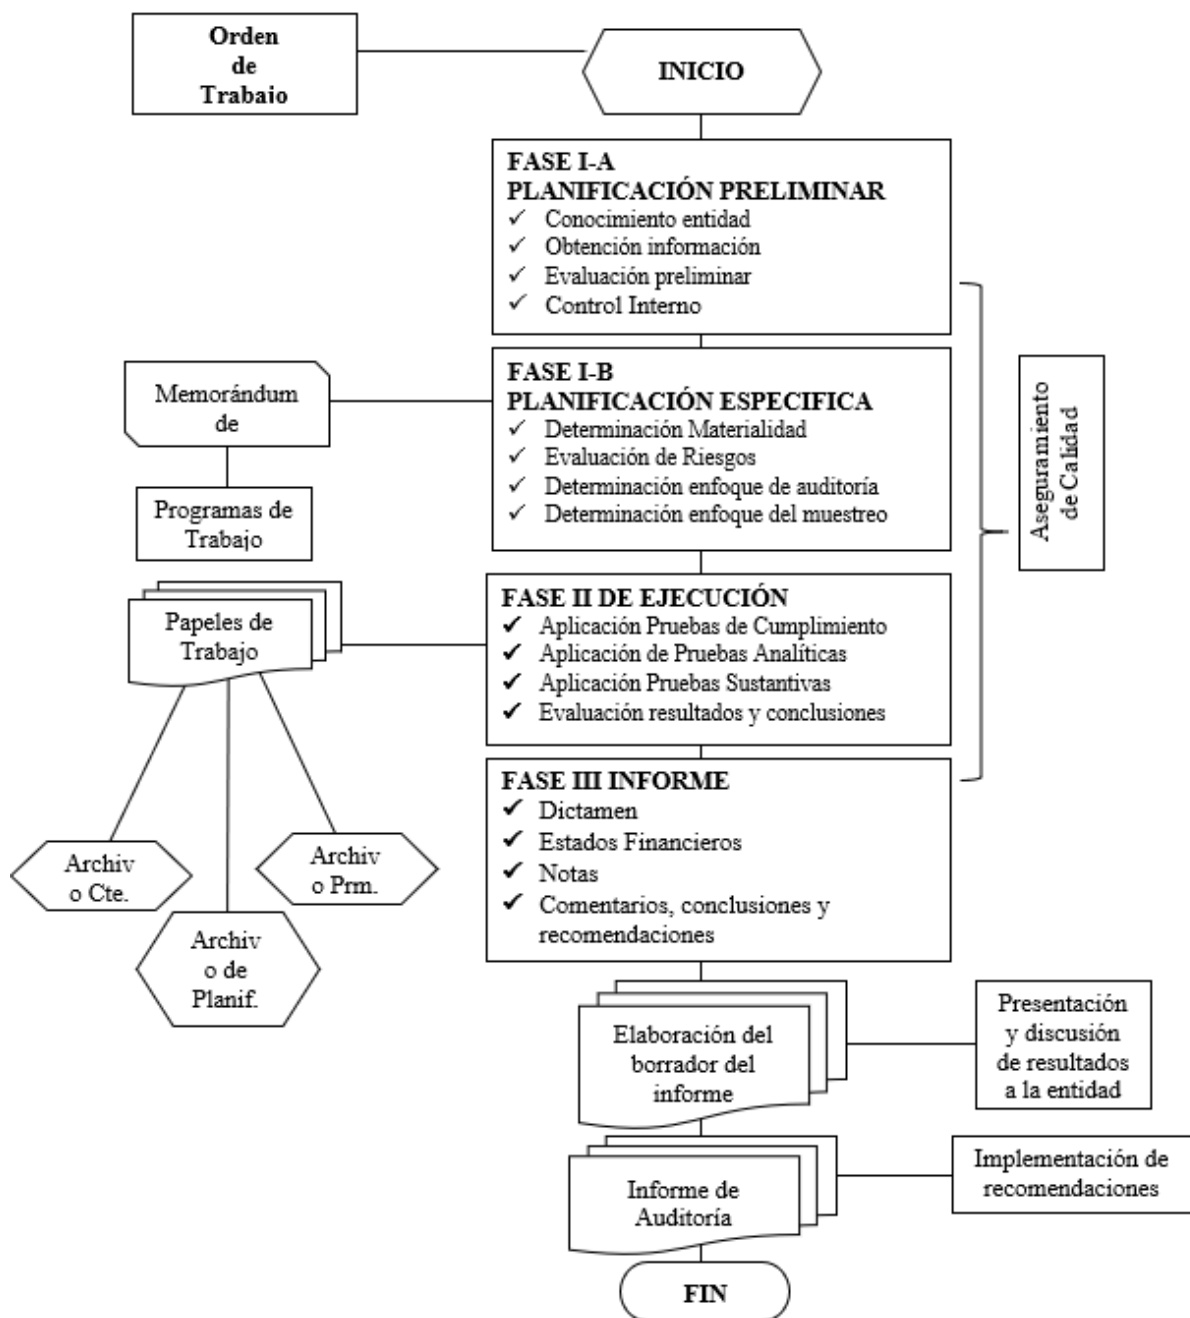 Orden
de
Trabajo
INICIO
FASE I-A
PLANIFICACIÓN PRELIMINAR
✓ Conocimiento entidad
✓ Obtención información
✓ Evaluación preliminar
✓ Control Interno
Memorándum
de
Programas de
Trabajo
FASE I-B
PLANIFICACIÓN ESPECIFICA
✓ Determinación Materialidad
✓ Evaluación de Riesgos
✓ Determinación enfoque de auditoría
✓ Determinación enfoque del muestreo
Aseguramiento
de Calidad
Papeles de
Trabajo
FASE II DE EJECUCIÓN
✓ Aplicación Pruebas de Cumplimiento
✓ Aplicación de Pruebas Analíticas
✓ Aplicación Pruebas Sustantivas
✓ Evaluación resultados y conclusiones
Archiv
o Cte.
Archiv
o de
Planif.
Archiv
o Prm.
FASE III INFORME
✓ Dictamen
✓ Estados Financieros
✓ Notas
✓ Comentarios, conclusiones y
recomendaciones
Elaboración del
borrador del
informe
Presentación
y discusión
de resultados
a la entidad
Informe de
Auditoría
Implementación de
recomendaciones
FIN